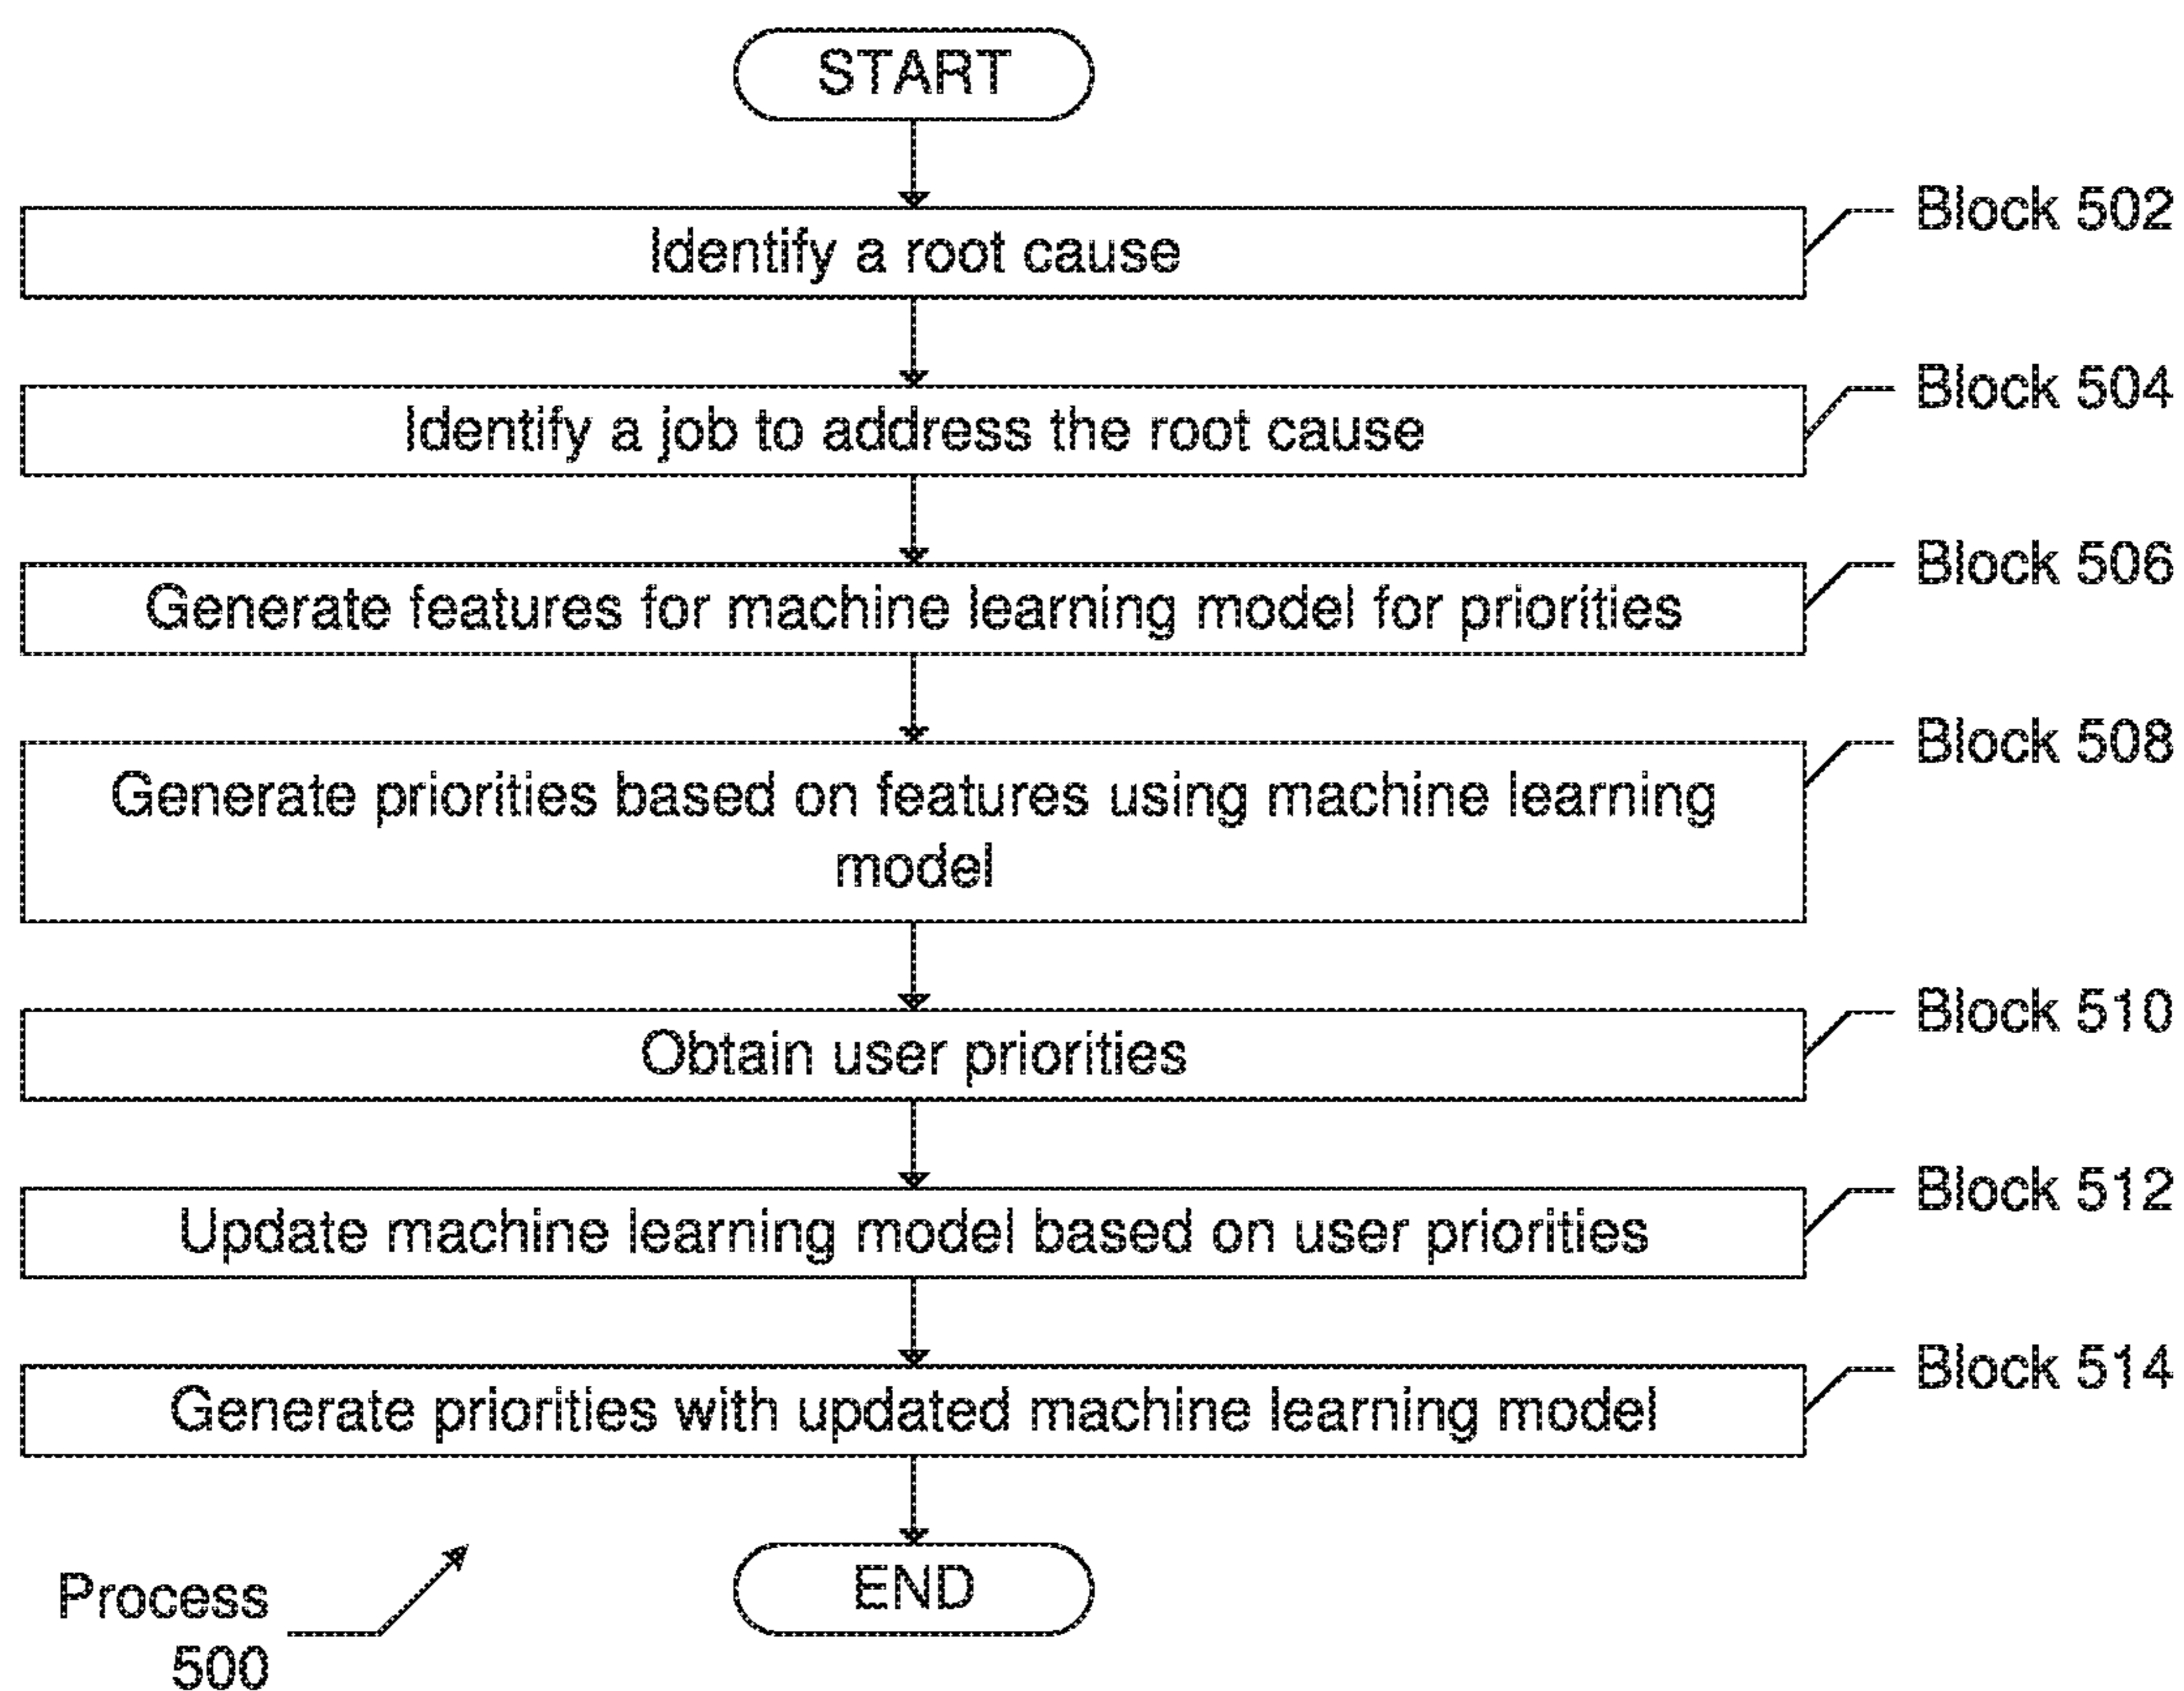 START
Identify a root cause
Block 502
Identify a job to address the root cause
Block 504
Generate features for machine learning model for priorities
Block 506
Generate priorities based on features using machine learning
model
Block 508
Obtain user priorities
Block 510
Update machine learning model based on user priorities
Block 512
Generate priorities with updated machine learning model
Block 514
END
Process
500